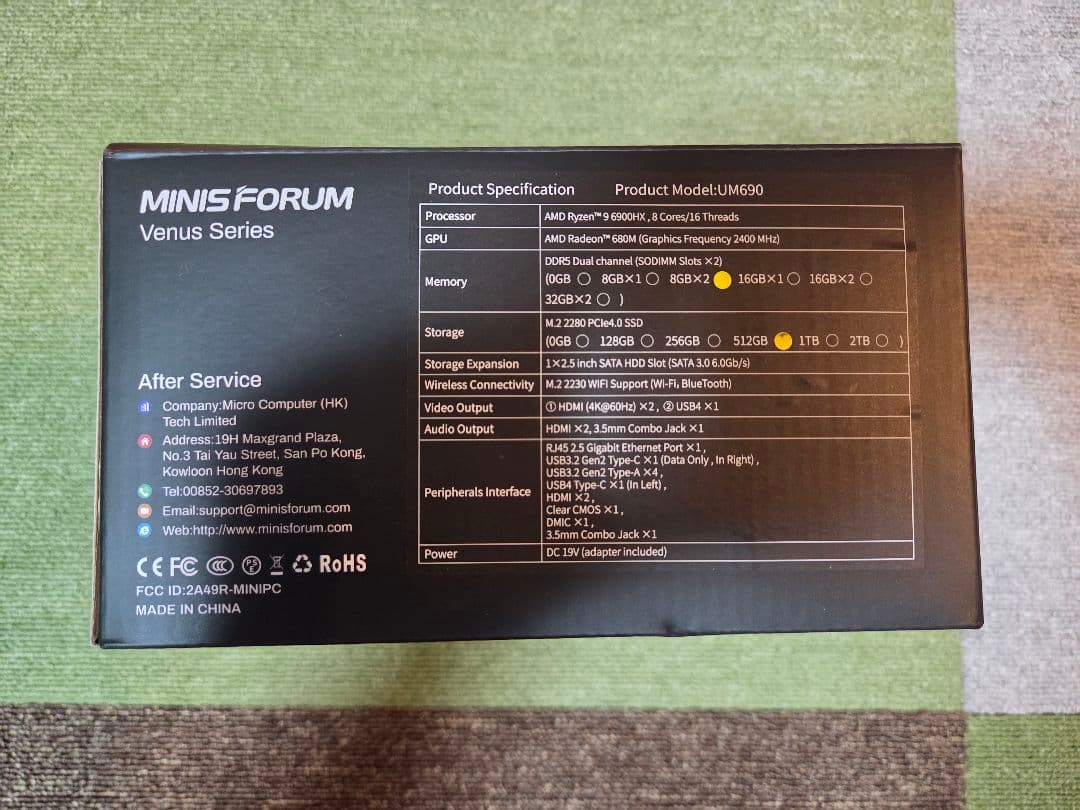 MINISFORUM
Venus Series
After Service
Company:Micro Computer (HK)
Tech Limited
Address:19H Maxgrand Plaza,
No.3 Tai Yau Street, San Po Kong,
Kowloon Hong Kong
Tel:00852-30697893
Email:support@minisforum.com
Web:http://www.minisforum.com
CE FC CCC PSE RoHS
FCC ID:2A49R-MINIPC
MADE IN CHINA
Product Specification Product Model:UM690
Processor AMD Ryzen™ 9 6900HX , 8 Cores/16 Threads
GPU AMD Radeon™ 680M (Graphics Frequency 2400 MHz)
Memory
DDR5 Dual channel (SODIMM Slots ×2)
(0GB ○ 8GB×1 ○ 8GB×2 ● 16GB×1 ○ 16GB×2 ○
32GB×2 ○ )
Storage
M.2 2280 PCIe4.0 SSD
(0GB ○ 128GB ○ 256GB ○ 512GB ● 1TB ○ 2TB ○ )
Storage Expansion 1×2.5 inch SATA HDD Slot (SATA 3.0 6.0Gb/s)
Wireless Connectivity M.2 2230 WIFI Support (Wi-Fi, BlueTooth)
Video Output ① HDMI (4K@60Hz) ×2 , ② USB4 ×1
Audio Output HDMI ×2, 3.5mm Combo Jack ×1
Peripherals Interface
RJ45 2.5 Gigabit Ethernet Port ×1 ,
USB3.2 Gen2 Type-C ×1 (Data Only , In Right) ,
USB3.2 Gen2 Type-A ×4 ,
USB4 Type-C ×1 (In Left) ,
HDMI ×2 ,
Clear CMOS ×1 ,
DMIC ×1 ,
3.5mm Combo Jack ×1
Power DC 19V (adapter included)